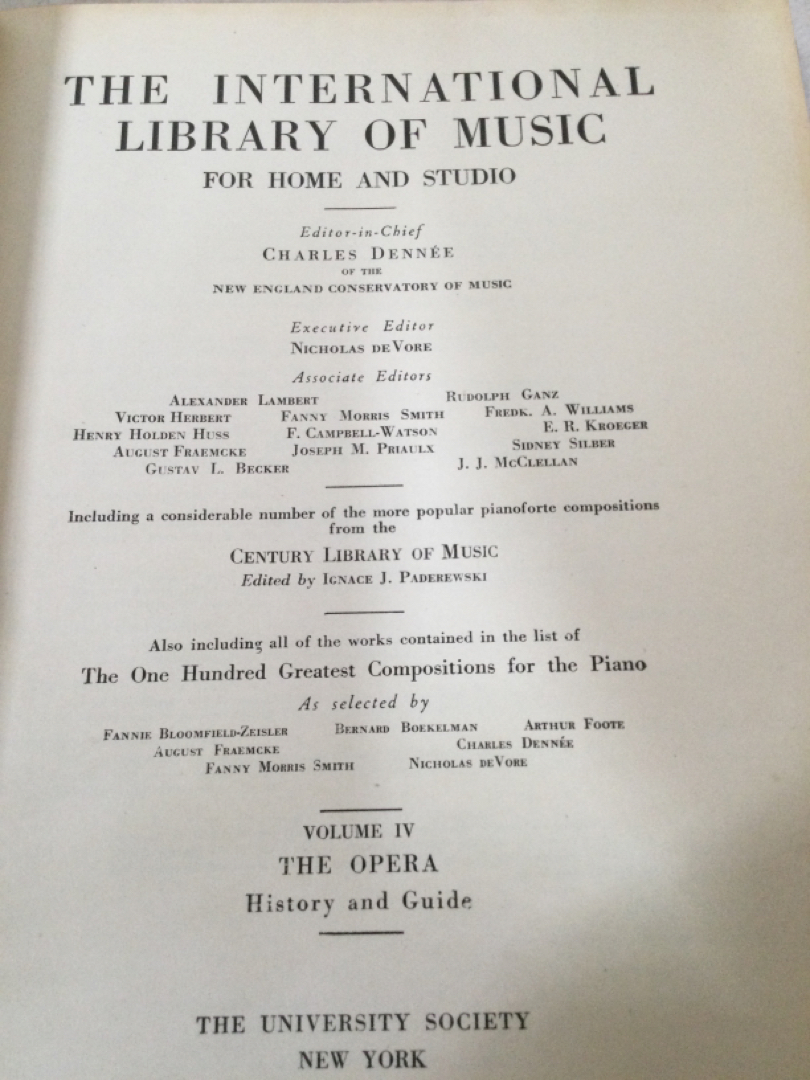 THE INTERNATIONAL
LIBRARY OF MUSIC
FOR HOME AND STUDIO
Editor-in-Chief
CHARLES DENNÉE
OF THE
NEW ENGLAND CONSERVATORY OF MUSIC
Executive Editor
NICHOLAS DEVORE
Associate Editors
ALEXANDER LAMBERT RUDOLPH GANZ
VICTOR HERBERT FANNY MORRIS SMITH FREDK. A. WILLIAMS
HENRY HOLDEN HUSS F. CAMPBELL-WATSON E. R. KROEGER
AUGUST FRAEMCKE JOSEPH M. PRIAULX SIDNEY SILBER
GUSTAV L. BECKER J. J. MCCLELLAN
Including a considerable number of the more popular pianoforte compositions
from the
CENTURY LIBRARY OF MUSIC
Edited by IGNACE J. PADEREWSKI
Also including all of the works contained in the list of
The One Hundred Greatest Compositions for the Piano
As selected by
FANNIE BLOOMFIELD-ZEISLER BERNARD BOEKELMAN ARTHUR FOOTE
AUGUST FRAEMCKE CHARLES DENNÉE
FANNY MORRIS SMITH NICHOLAS DEVORE
VOLUME IV
THE OPERA
History and Guide
THE UNIVERSITY SOCIETY
NEW YORK